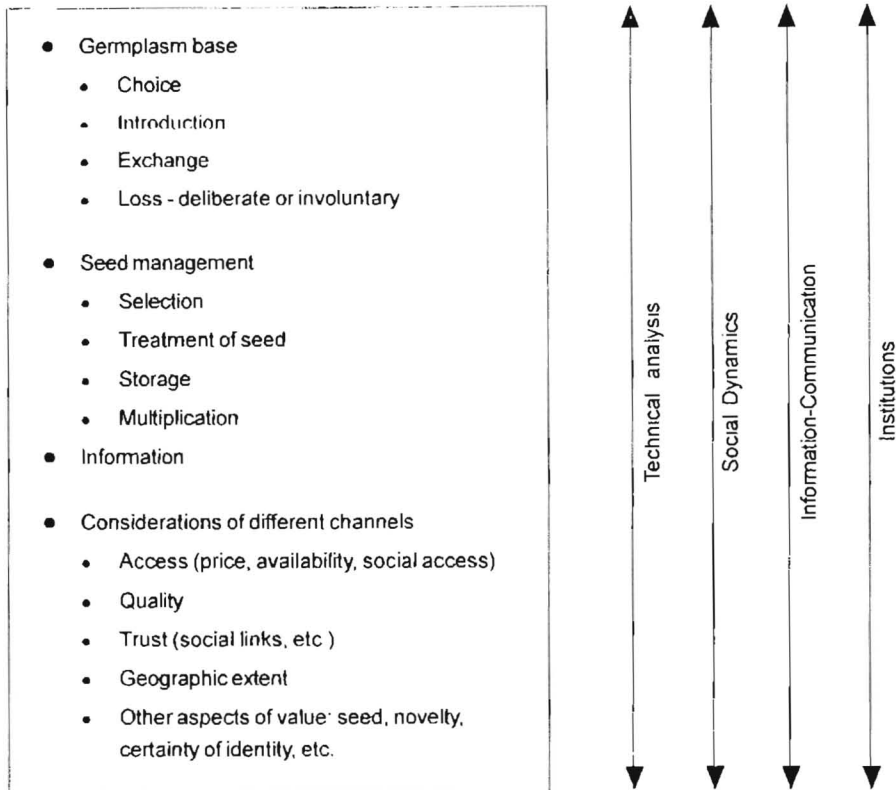 ● Germplasm base
• Choice
• Introduction
• Exchange
• Loss - deliberate or involuntary
● Seed management
• Selection
• Treatment of seed
• Storage
• Multiplication
● Information
● Considerations of different channels
• Access (price, availability, social access)
• Quality
• Trust (social links, etc )
• Geographic extent
• Other aspects of value: seed, novelty,
certainty of identity, etc.
Technical analysis
Social Dynamics
Information-Communication
Institutions